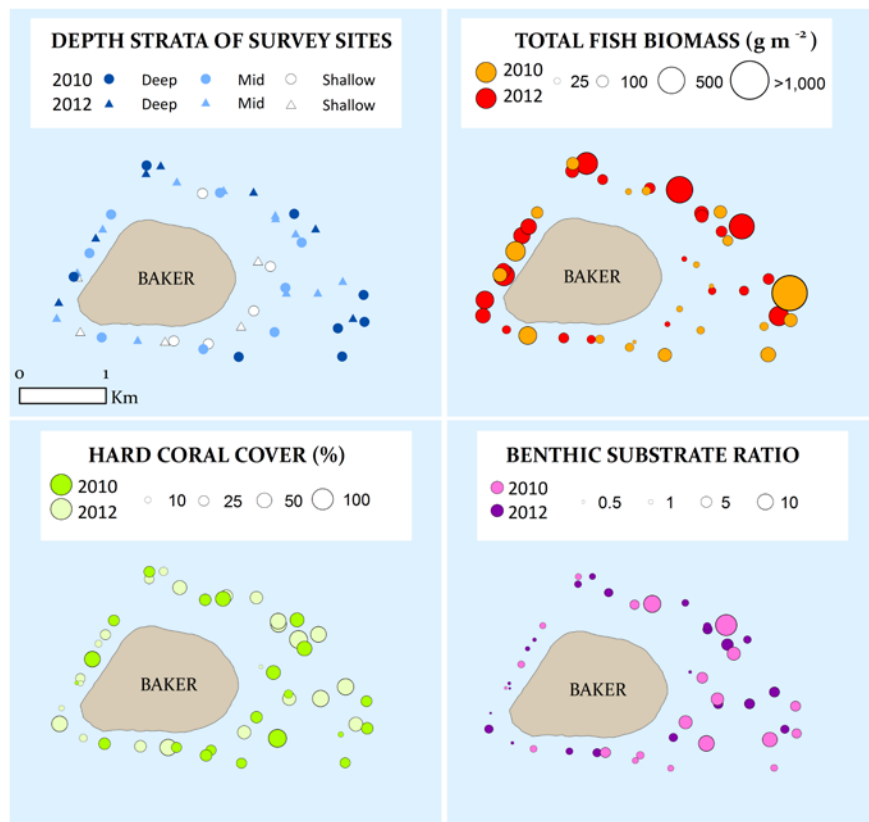 DEPTH STRATA OF SURVEY SITES
2010 Deep Mid Shallow
2012 Deep Mid Shallow
BAKER
0 1
Km
TOTAL FISH BIOMASS (g m ⁻²)
2010
2012
25 100 500 >1,000
BAKER
HARD CORAL COVER (%)
2010
2012
10 25 50 100
BAKER
BENTHIC SUBSTRATE RATIO
2010
2012
0.5 1 5 10
BAKER